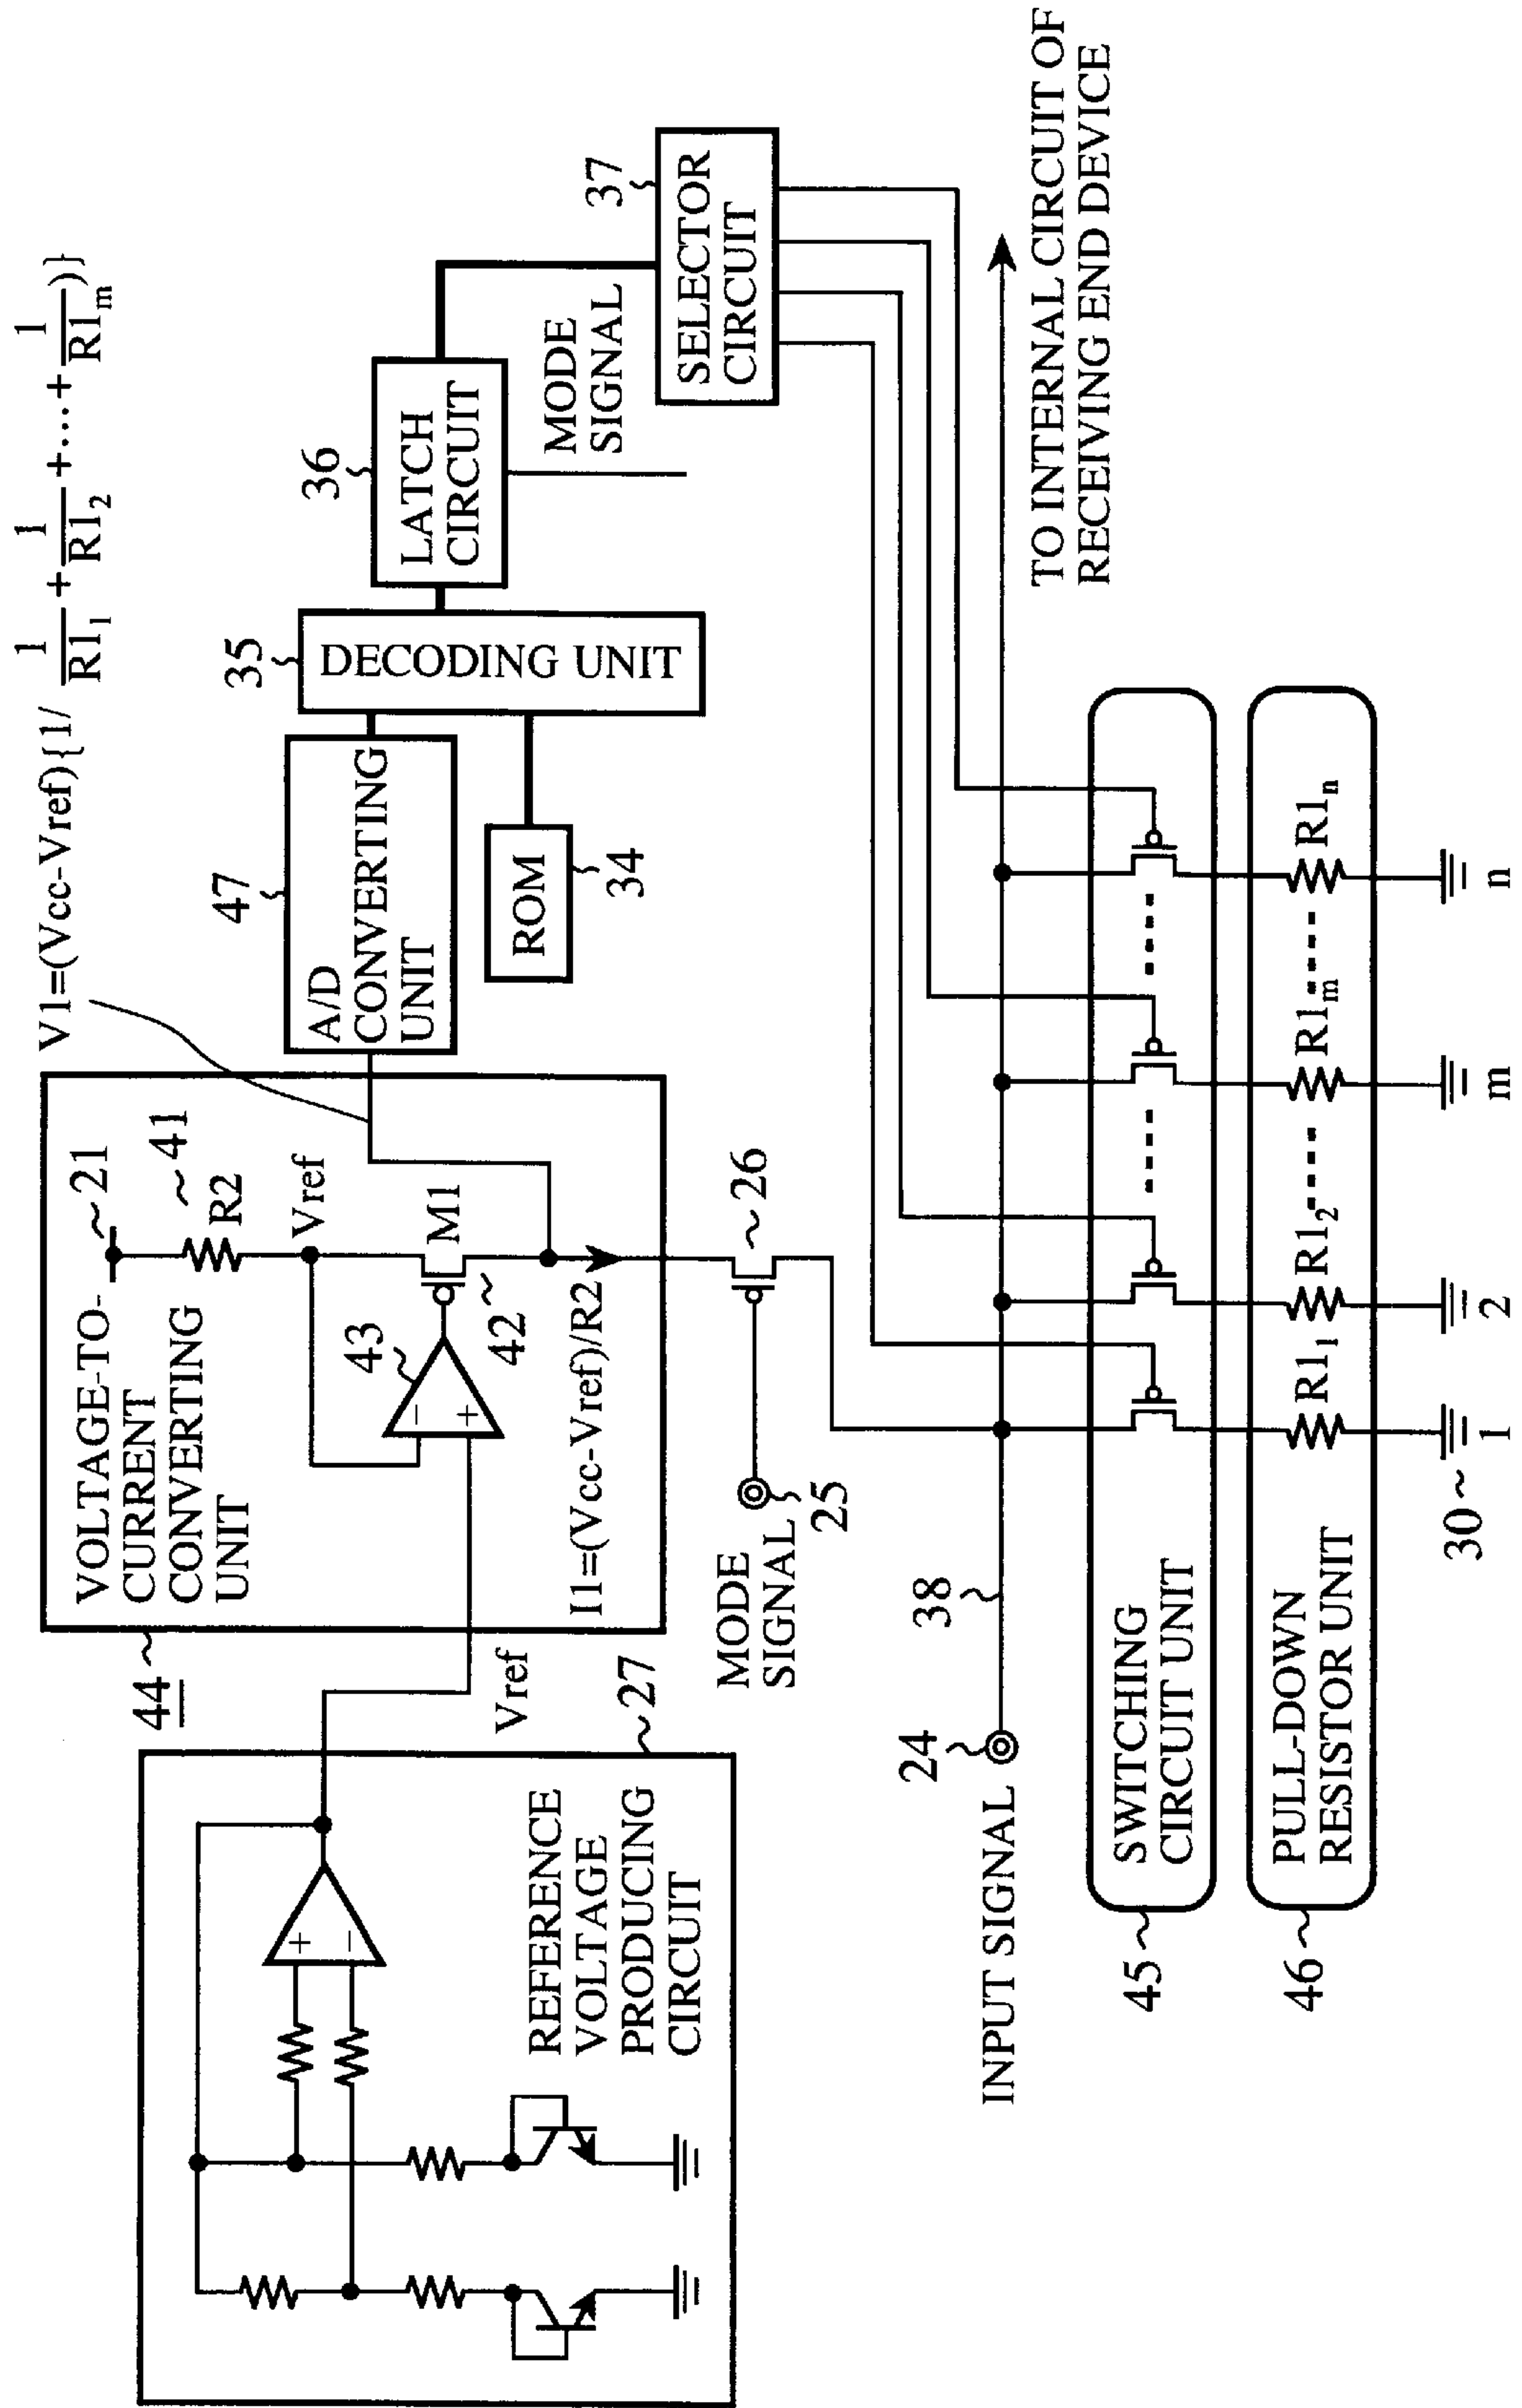 V1=(Vcc-Vref){1/ 1/R1₁ + 1/R1₂ +...+ 1/R1ₘ)}
44
VOLTAGE-TO-
CURRENT
CONVERTING
UNIT
21
41
R2
Vref
M1
43
-
+
42
I1=(Vcc-Vref)/R2
47
A/D
CONVERTING
UNIT
ROM
34
35
DECODING UNIT
36
LATCH
CIRCUIT
MODE
SIGNAL
37
SELECTOR
CIRCUIT
+
-
REFERENCE
VOLTAGE
PRODUCING
CIRCUIT
27
Vref
MODE
SIGNAL
25
26
INPUT SIGNAL
24
38
TO INTERNAL CIRCUIT OF
RECEIVING END DEVICE
45
SWITCHING
CIRCUIT UNIT
46
PULL-DOWN
RESISTOR UNIT
R1₁
R1₂
R1ₘ
R1ₙ
30
1
2
m
n